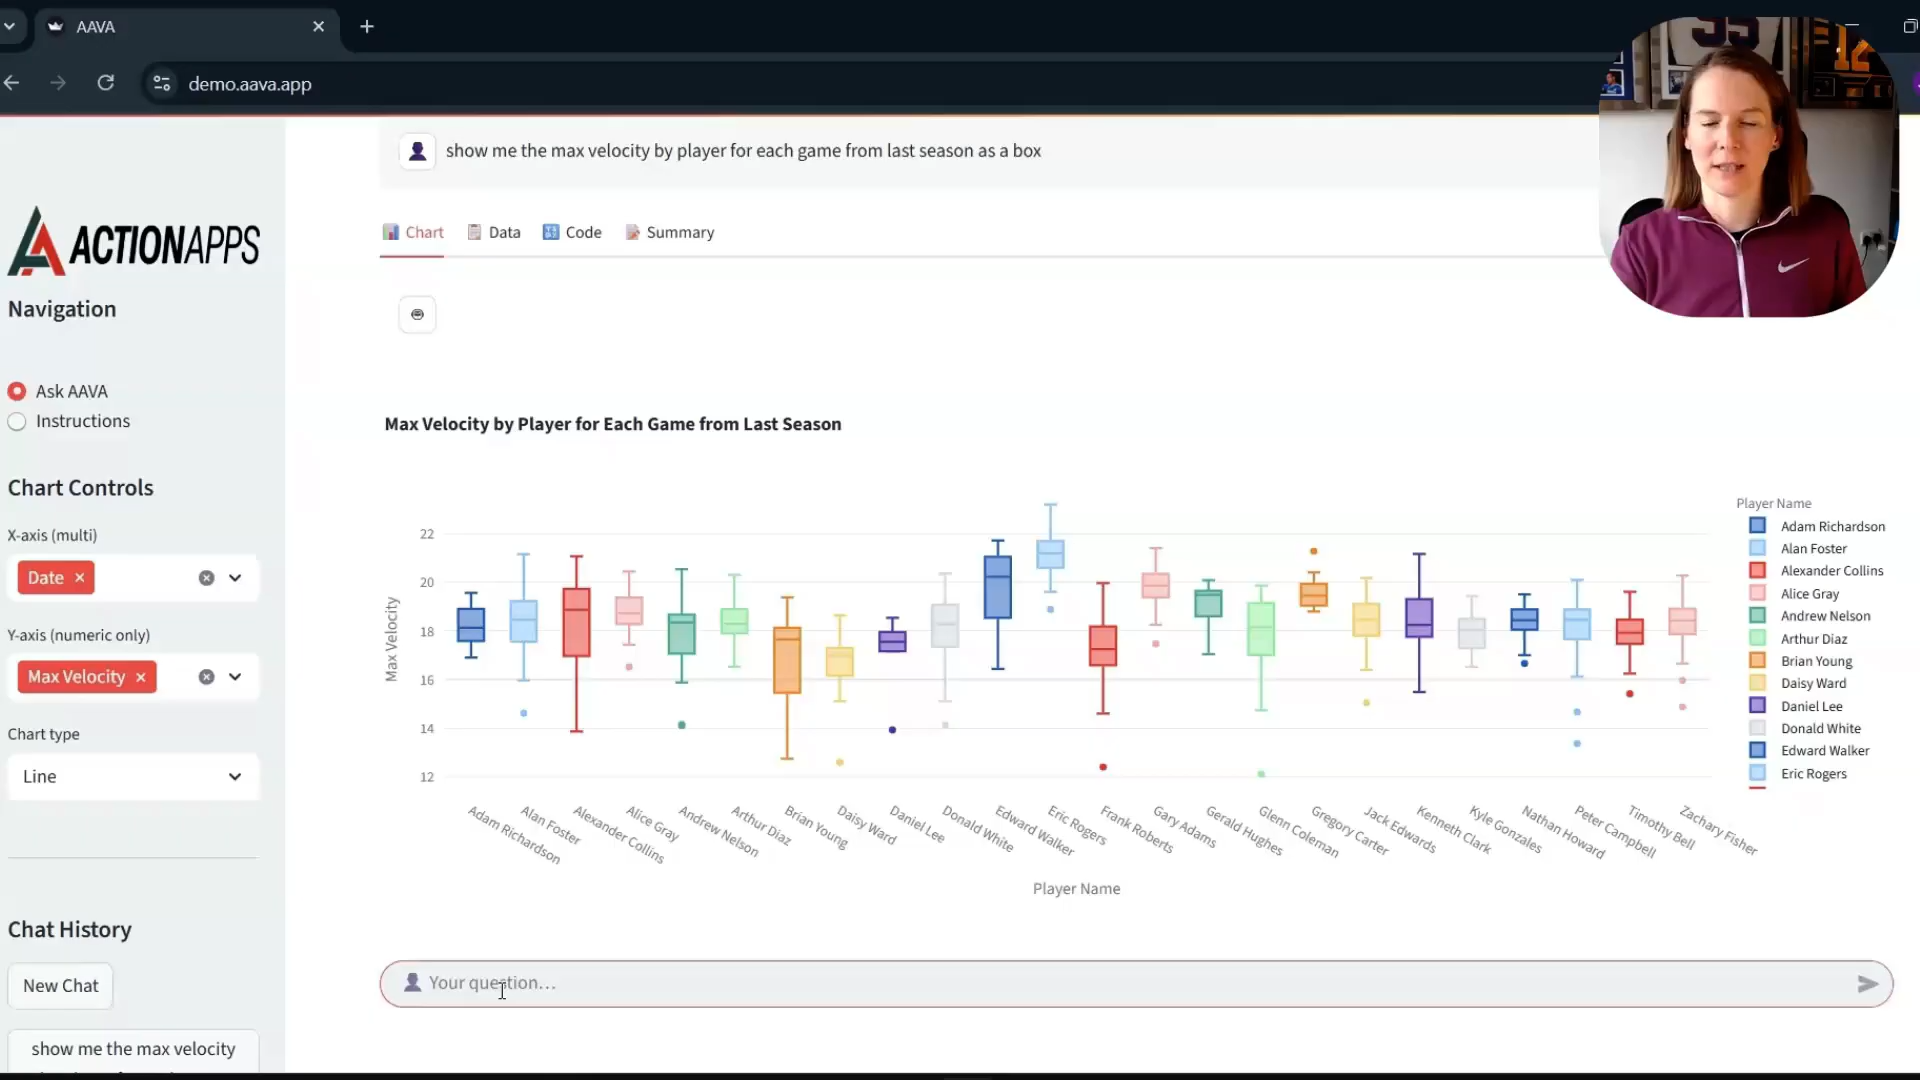 AAVA
demo.aava.app
show me the max velocity by player for each game from last season as a box
ACTIONAPPS
Navigation
Ask AAVA
Instructions
Chart Controls
X-axis (multi)
Date
Y-axis (numeric only)
Max Velocity
Chart type
Line
Chat History
New Chat
show me the max velocity
Chart Data Code Summary
Max Velocity by Player for Each Game from Last Season
Max Velocity
22
20
18
16
14
12
Adam Richardson
Alan Foster
Alexander Collins
Alice Gray
Andrew Nelson
Arthur Diaz
Brian Young
Daisy Ward
Daniel Lee
Donald White
Edward Walker
Eric Rogers
Frank Roberts
Gary Adams
Gerald Hughes
Glenn Coleman
Gregory Carter
Jack Edwards
Kenneth Clark
Kyle Gonzales
Nathan Howard
Peter Campbell
Timothy Bell
Zachary Fisher
Player Name
Player Name
Adam Richardson
Alan Foster
Alexander Collins
Alice Gray
Andrew Nelson
Arthur Diaz
Brian Young
Daisy Ward
Daniel Lee
Donald White
Edward Walker
Eric Rogers
Your question...
12